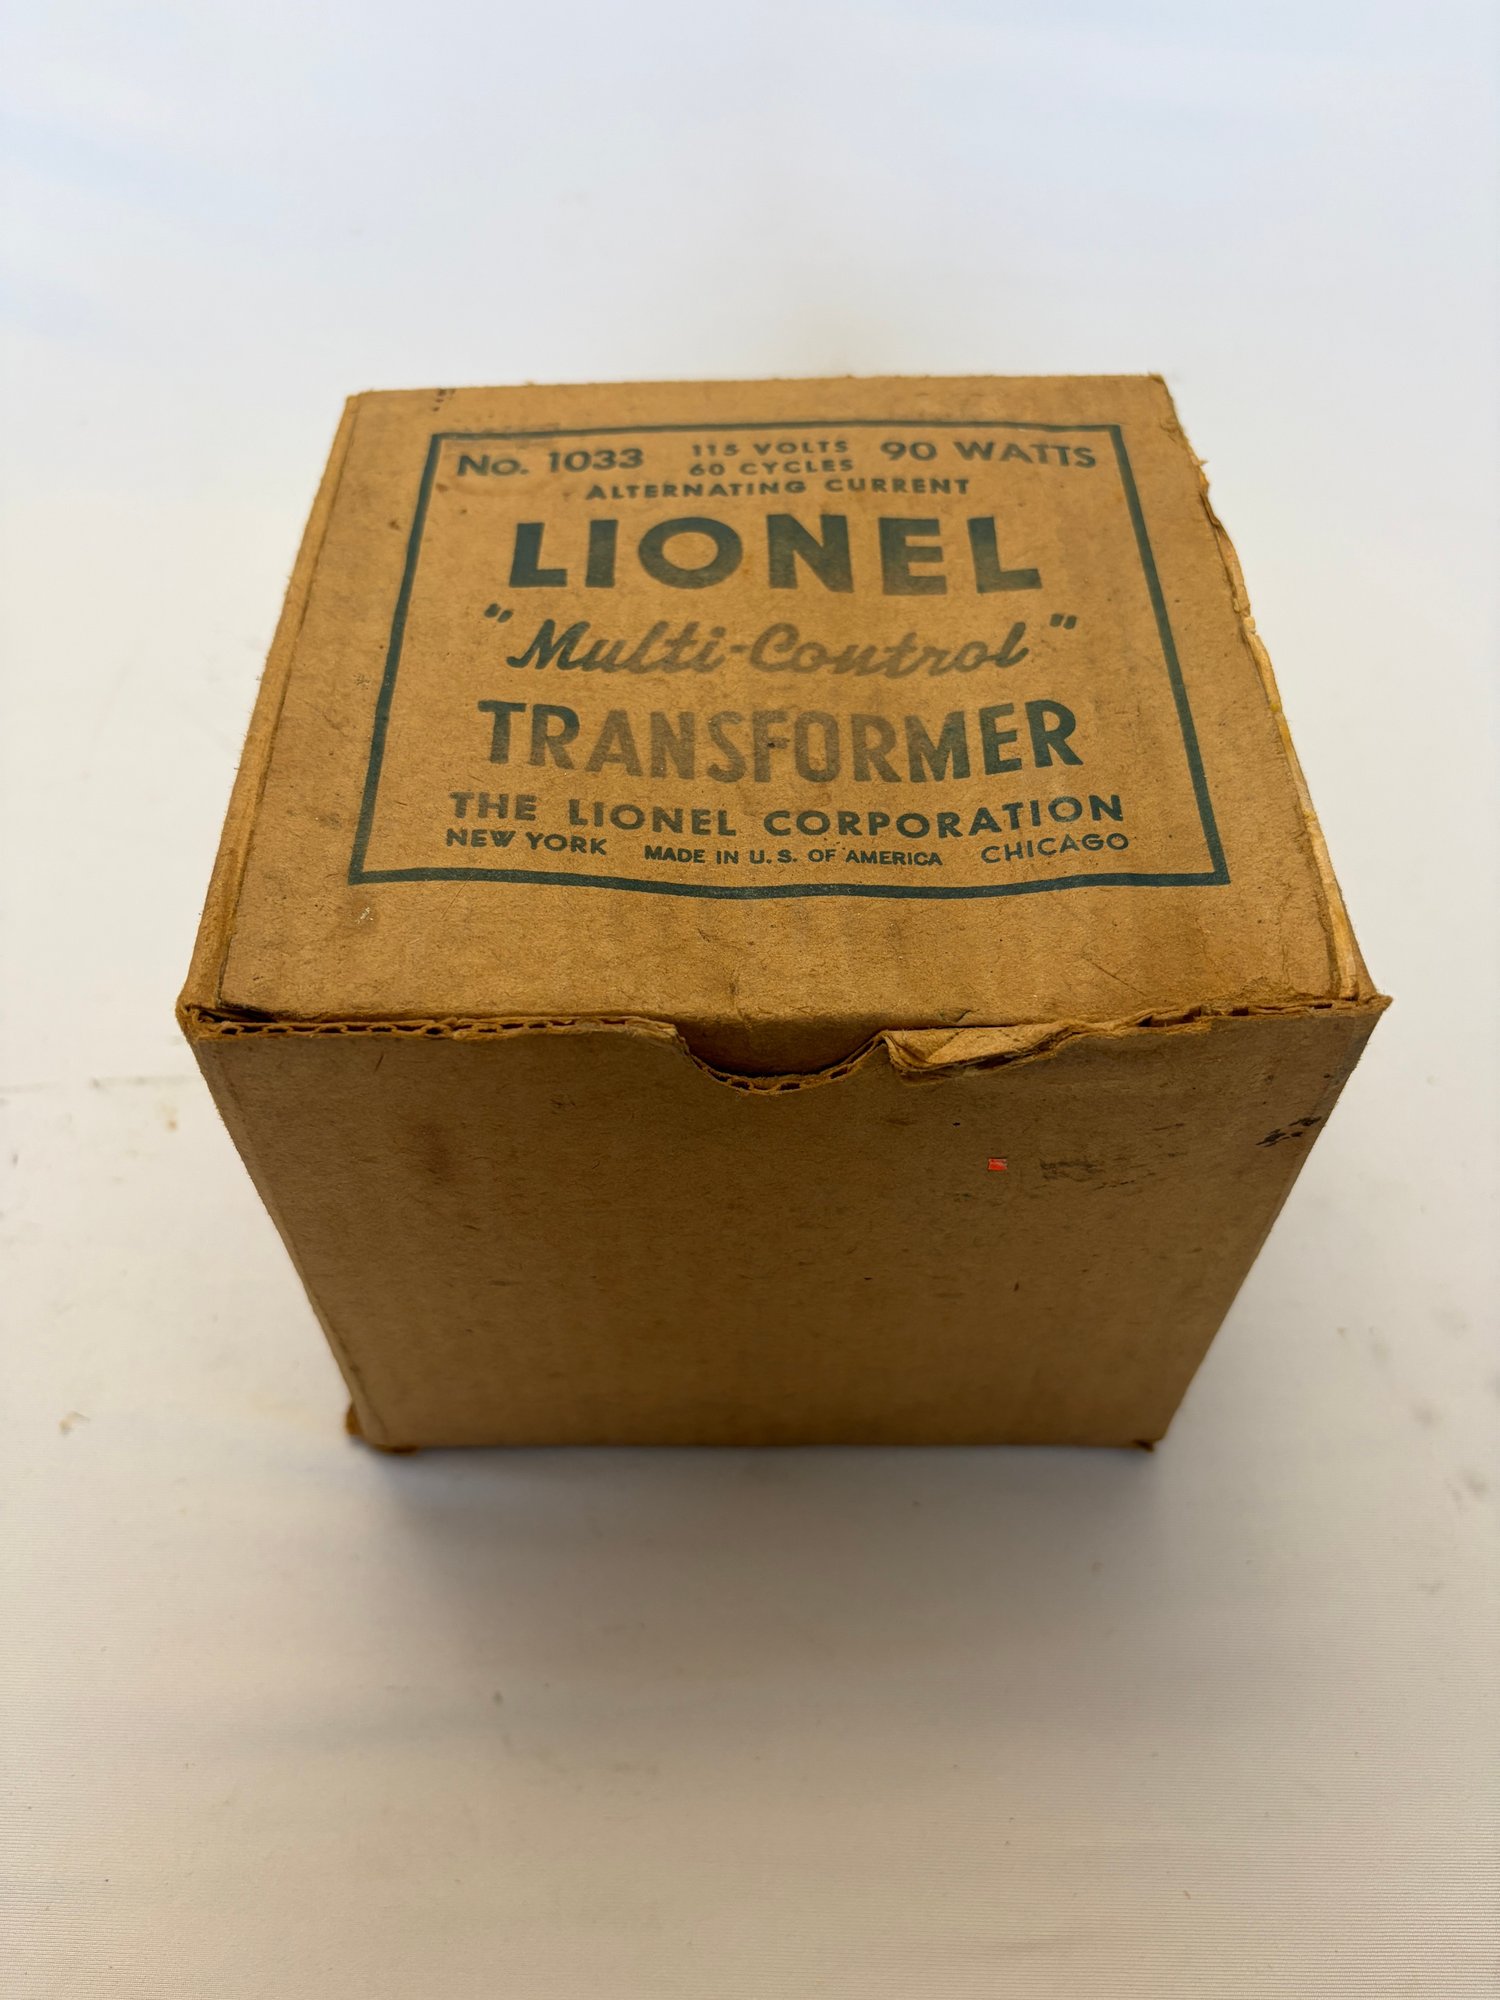 No. 1033 115 VOLTS 90 WATTS
60 CYCLES
ALTERNATING CURRENT
LIONEL
"Multi-Control"
TRANSFORMER
THE LIONEL CORPORATION
NEW YORK MADE IN U. S. OF AMERICA CHICAGO